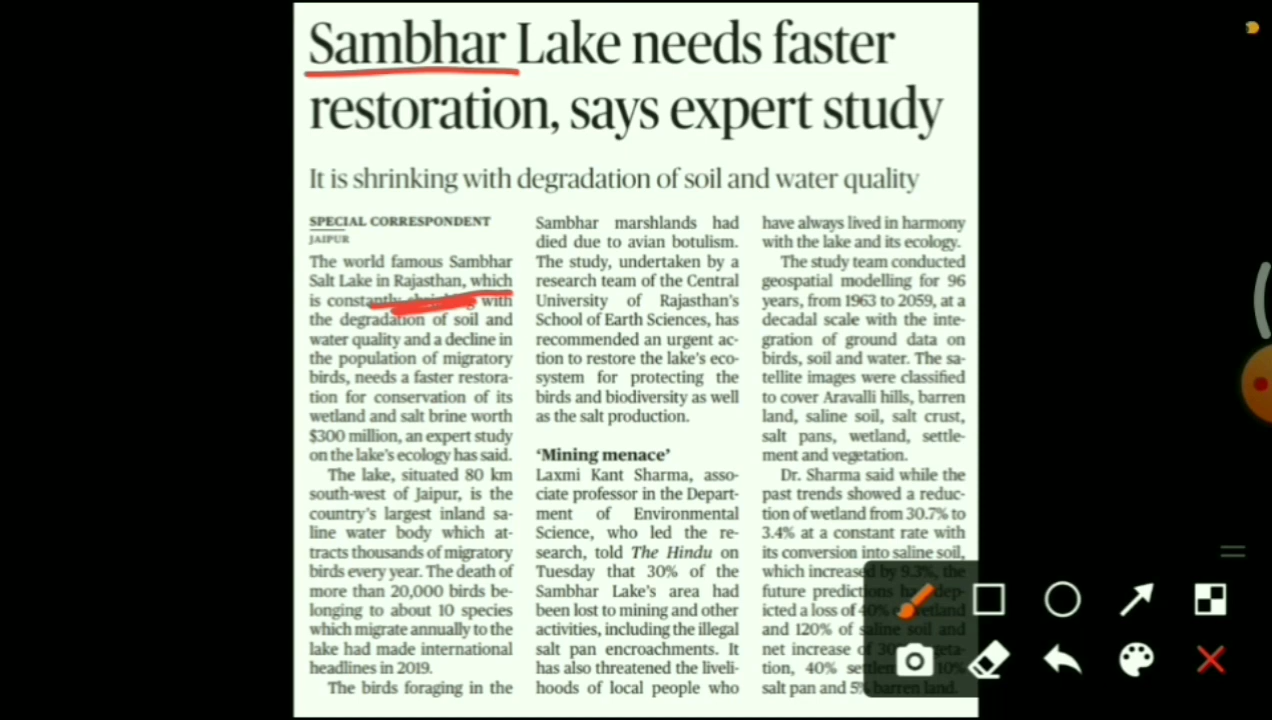 Sambhar Lake needs faster
restoration, says expert study
It is shrinking with degradation of soil and water quality
SPECIAL CORRESPONDENT
JAIPUR
The world famous Sambhar
Salt Lake in Rajasthan, which
is constantly shrinking with
the degradation of soil and
water quality and a decline in
the population of migratory
birds, needs a faster restora-
tion for conservation of its
wetland and salt brine worth
$300 million, an expert study
on the lake's ecology has said.
The lake, situated 80 km
south-west of Jaipur, is the
country's largest inland sa-
line water body which at-
tracts thousands of migratory
birds every year. The death of
more than 20,000 birds be-
longing to about 10 species
which migrate annually to the
lake had made international
headlines in 2019.
The birds foraging in the
Sambhar marshlands had
died due to avian botulism.
The study, undertaken by a
research team of the Central
University of Rajasthan's
School of Earth Sciences, has
recommended an urgent ac-
tion to restore the lake's eco-
system for protecting the
birds and biodiversity as well
as the salt production.
'Mining menace'
Laxmi Kant Sharma, asso-
ciate professor in the Depart-
ment of Environmental
Science, who led the re-
search, told The Hindu on
Tuesday that 30% of the
Sambhar Lake's area had
been lost to mining and other
activities, including the illegal
salt pan encroachments. It
has also threatened the liveli-
hoods of local people who
have always lived in harmony
with the lake and its ecology.
The study team conducted
geospatial modelling for 96
years, from 1963 to 2059, at a
decadal scale with the inte-
gration of ground data on
birds, soil and water. The sa-
tellite images were classified
to cover Aravalli hills, barren
land, saline soil, salt crust,
salt pans, wetland, settle-
ment and vegetation.
Dr. Sharma said while the
past trends showed a reduc-
tion of wetland from 30.7% to
3.4% at a constant rate with
its conversion into saline soil,
which increased by 9.3%, the
future predictions dep-
icted a loss of 40% wetland
and 120% of saline soil and
net increase of 30
tion, 40% 10%
salt pan and 5% barren land.